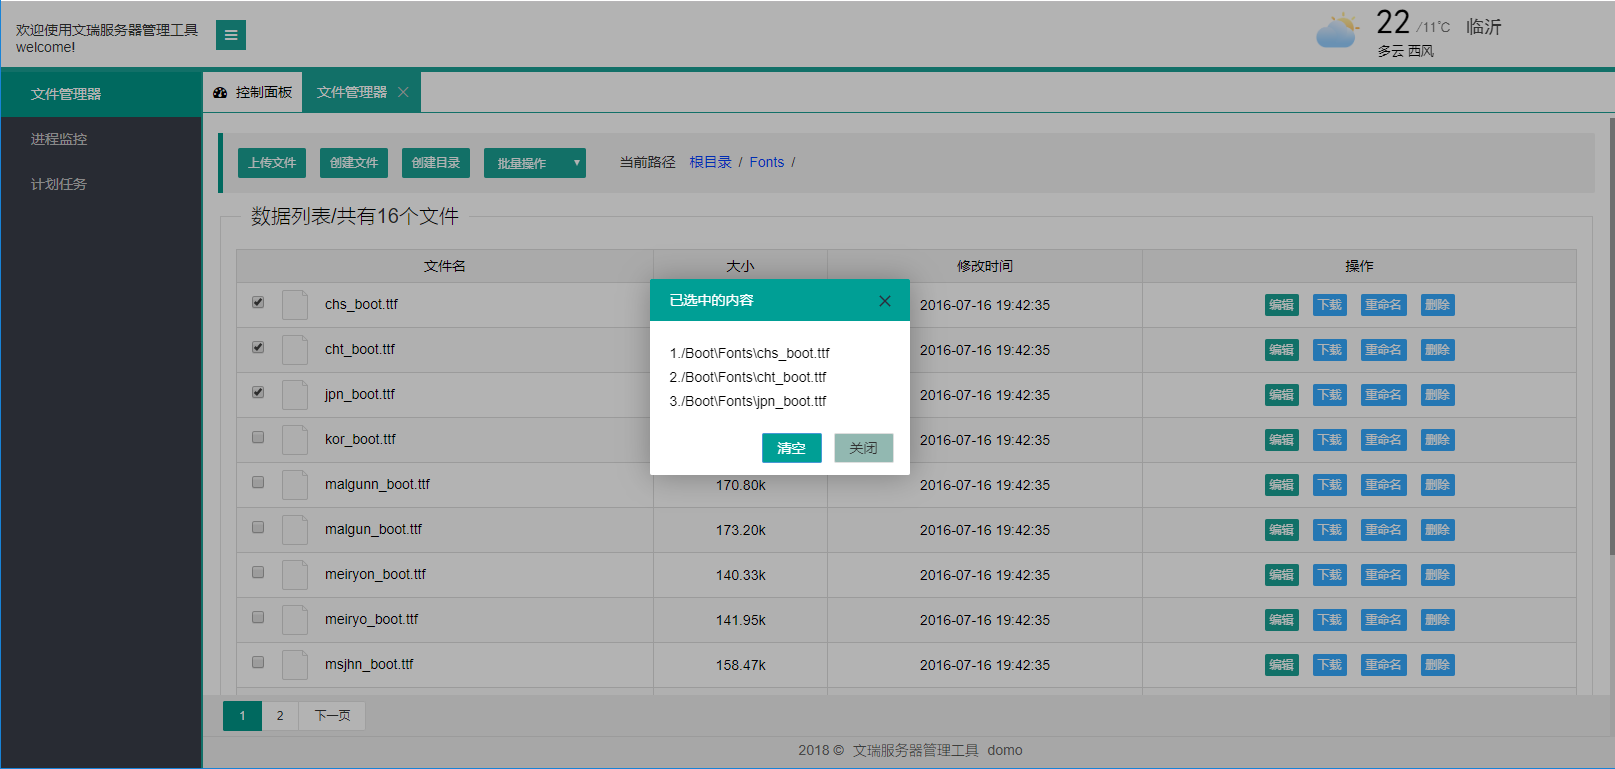 欢迎使用文瑞服务器管理工具
welcome!
22 /11℃ 临沂
多云 西风
文件管理器
进程监控
计划任务
控制面板 文件管理器
上传文件 创建文件 创建目录 批量操作 当前路径 根目录 / Fonts /
数据列表/共有16个文件
文件名 大小 修改时间 操作
chs_boot.ttf 2016-07-16 19:42:35 编辑 下载 重命名 删除
cht_boot.ttf 2016-07-16 19:42:35 编辑 下载 重命名 删除
jpn_boot.ttf 2016-07-16 19:42:35 编辑 下载 重命名 删除
kor_boot.ttf 2016-07-16 19:42:35 编辑 下载 重命名 删除
malgunn_boot.ttf 170.80k 2016-07-16 19:42:35 编辑 下载 重命名 删除
malgun_boot.ttf 173.20k 2016-07-16 19:42:35 编辑 下载 重命名 删除
meiryon_boot.ttf 140.33k 2016-07-16 19:42:35 编辑 下载 重命名 删除
meiryo_boot.ttf 141.95k 2016-07-16 19:42:35 编辑 下载 重命名 删除
msjhn_boot.ttf 158.47k 2016-07-16 19:42:35 编辑 下载 重命名 删除
已选中的内容
1./Boot\Fonts\chs_boot.ttf
2./Boot\Fonts\cht_boot.ttf
3./Boot\Fonts\jpn_boot.ttf
清空 关闭
1 2 下一页
2018 © 文瑞服务器管理工具 domo